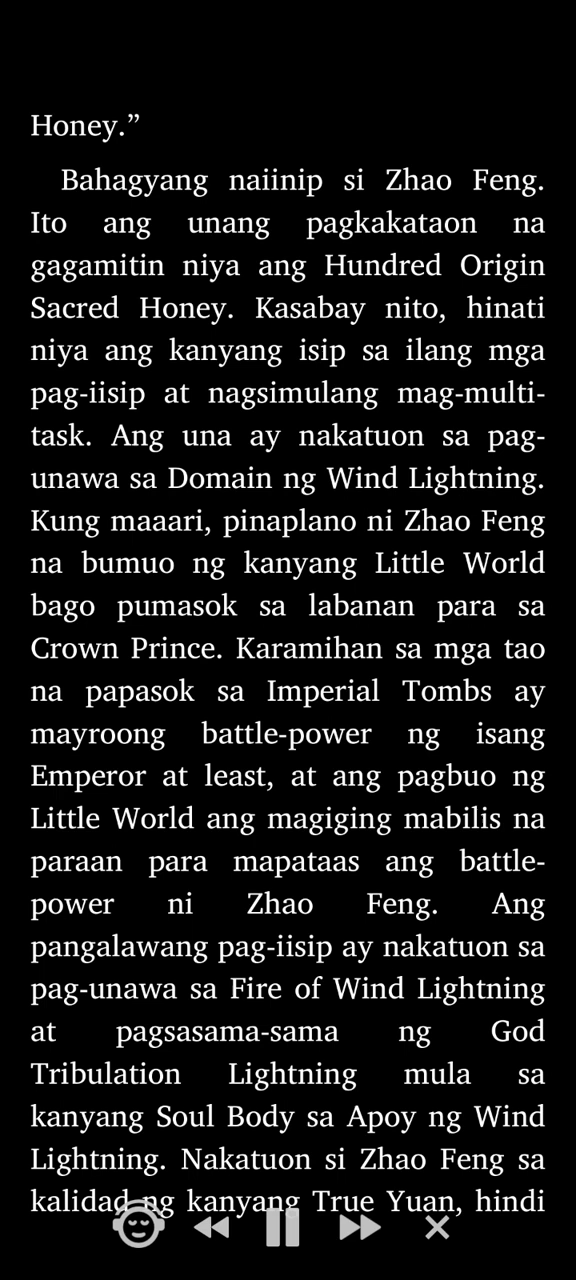 Honey.”
Bahagyang naiinip si Zhao Feng.
Ito ang unang pagkakataon na
gagamitin niya ang Hundred Origin
Sacred Honey. Kasabay nito, hinati
niya ang kanyang isip sa ilang mga
pag-iisip at nagsimulang mag-multi-
task. Ang una ay nakatuon sa pag-
unawa sa Domain ng Wind Lightning.
Kung maaari, pinaplano ni Zhao Feng
na bumuo ng kanyang Little World
bago pumasok sa labanan para sa
Crown Prince. Karamihan sa mga tao
na papasok sa Imperial Tombs ay
mayroong battle-power ng isang
Emperor at least, at ang pagbuo ng
Little World ang magiging mabilis na
paraan para mapataas ang battle-
power ni Zhao Feng. Ang
pangalawang pag-iisip ay nakatuon sa
pag-unawa sa Fire of Wind Lightning
at pagsasama-sama ng God
Tribulation Lightning mula sa
kanyang Soul Body sa Apoy ng Wind
Lightning. Nakatuon si Zhao Feng sa
kalidad ng kanyang True Yuan, hindi